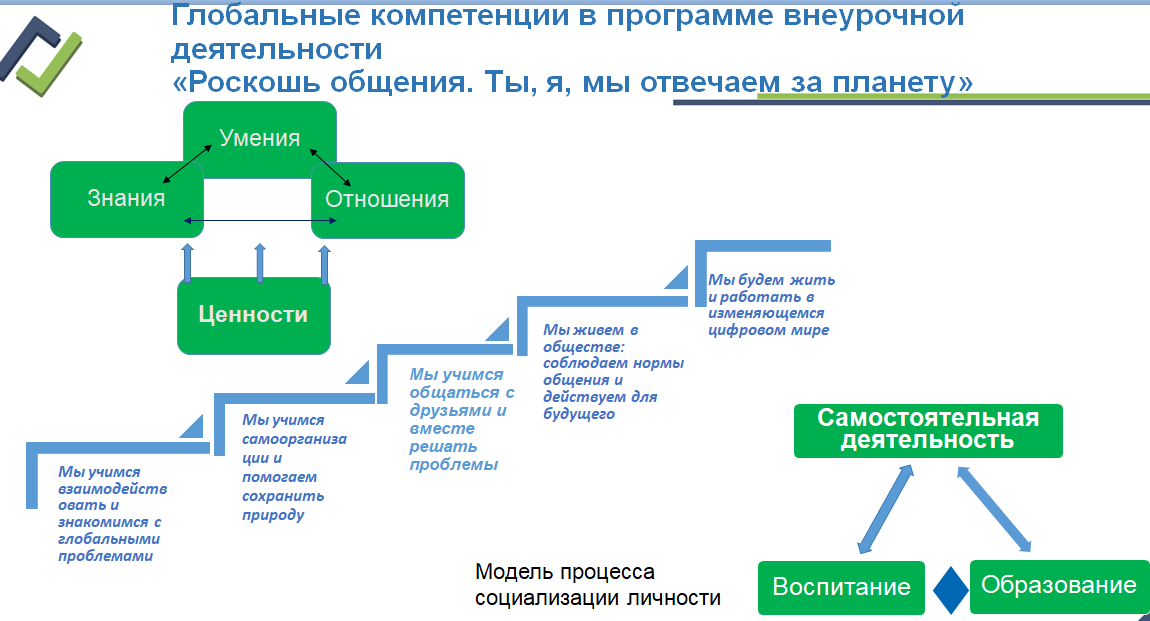 Глобальные компетенции в программе внеурочной
деятельности
«Роскошь общения. Ты, я, мы отвечаем за планету»
Умения
Знания
Отношения
Ценности
Мы учимся
взаимодейств
овать и
знакомимся с
глобальными
проблемами
Мы учимся
самоорганиза
ции и
помогаем
сохранить
природу
Мы учимся
общаться с
друзьями и
вместе
решать
проблемы
Мы живем в
обществе:
соблюдаем нормы
общения и
действуем для
будущего
Мы будем жить
и работать в
изменяющемся
цифровом мире
Самостоятельная
деятельность
Воспитание
Образование
Модель процесса
социализации личности